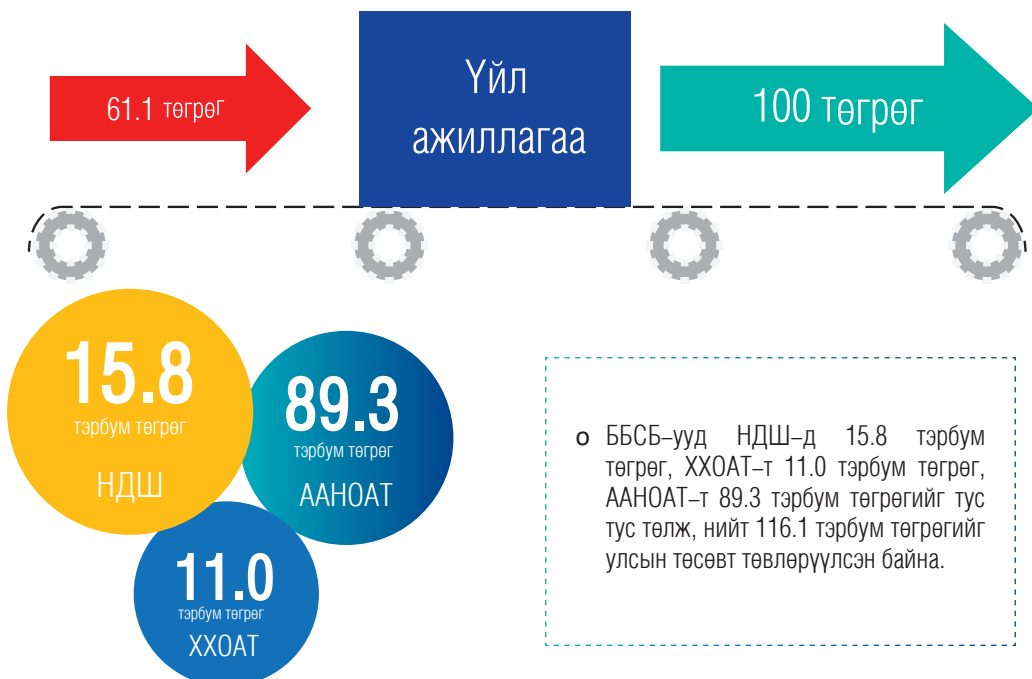 61.1 төгрөг
Үйл
ажиллагаа
100 төгрөг
15.8
тэрбум төгрөг
НДШ
89.3
тэрбум төгрөг
ААНОАТ
11.0
тэрбум төгрөг
ХХОАТ
о ББСБ–ууд НДШ–д 15.8 тэрбум
төгрөг, ХХОАТ–т 11.0 тэрбум төгрөг,
ААНОАТ–т 89.3 тэрбум төгрөгийг тус
тус төлж, нийт 116.1 тэрбум төгрөгийг
улсын төсөвт төвлөрүүлсэн байна.